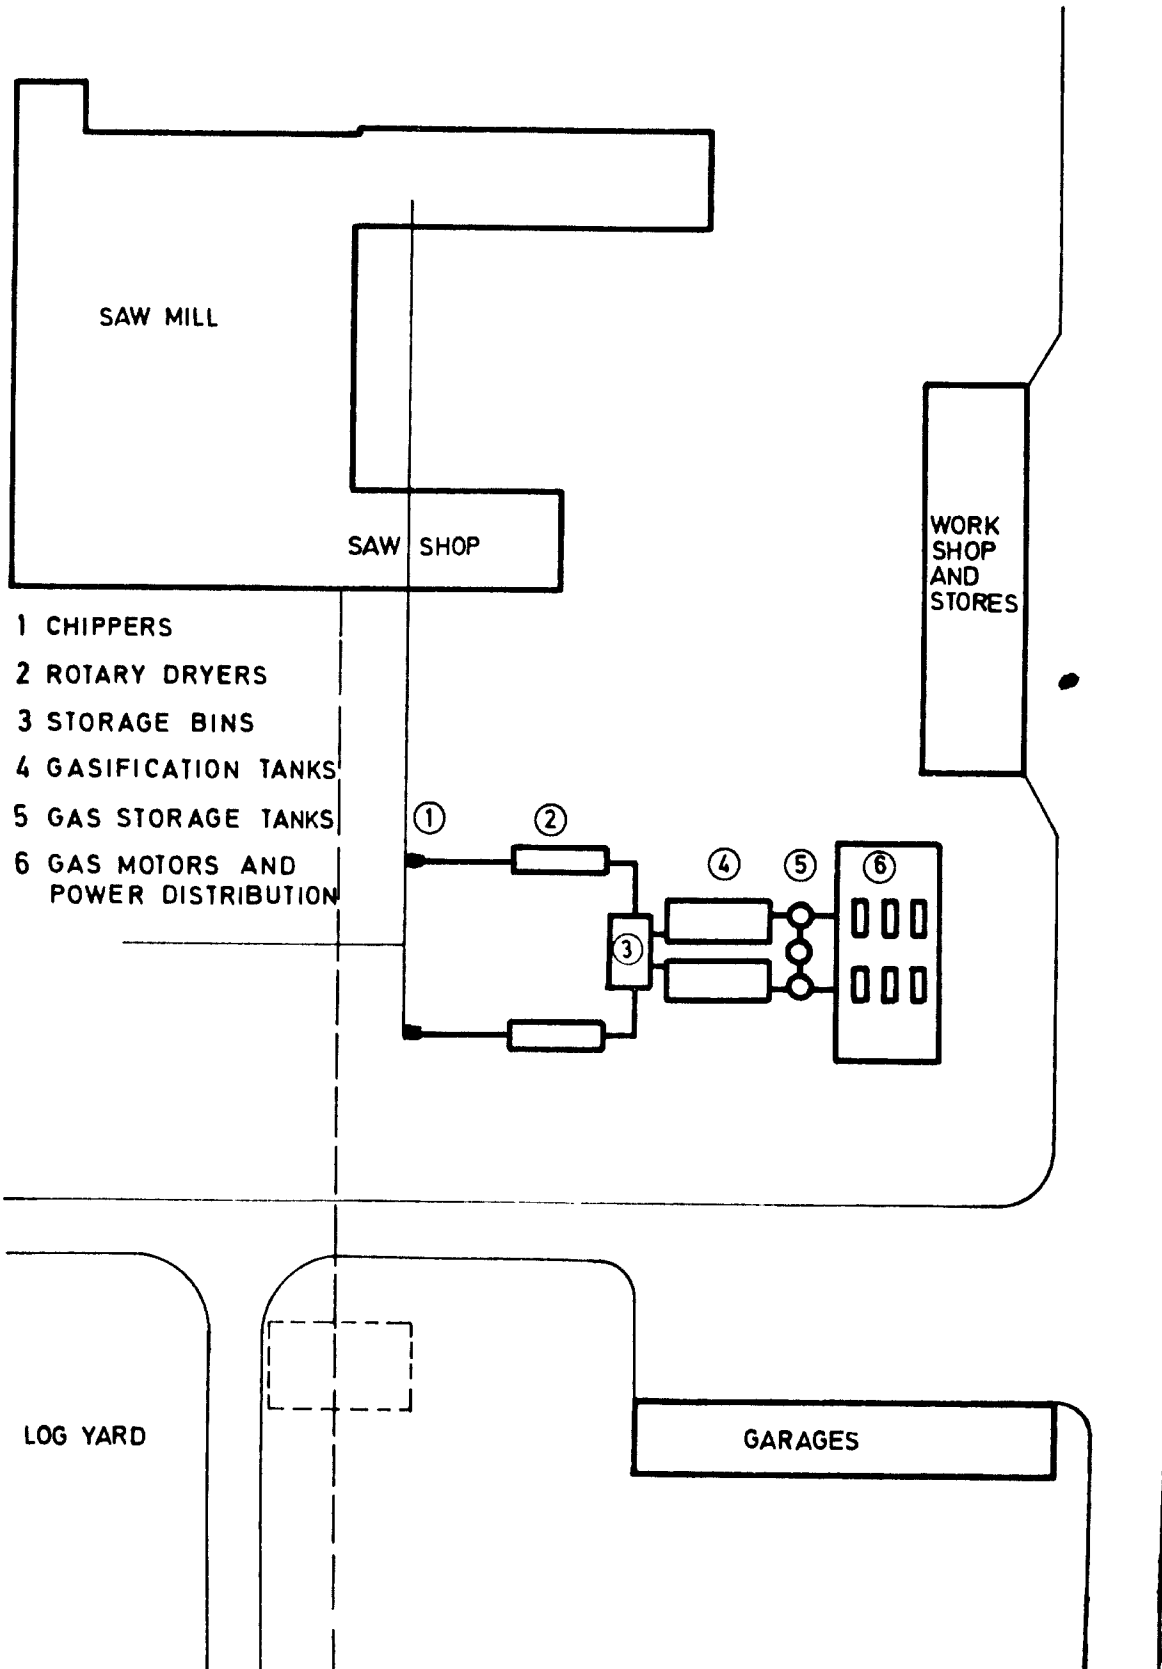 SAW MILL
SAW SHOP
WORK
SHOP
AND
STORES
1 CHIPPERS
2 ROTARY DRYERS
3 STORAGE BINS
4 GASIFICATION TANKS
5 GAS STORAGE TANKS
6 GAS MOTORS AND
POWER DISTRIBUTION
1
2
3
4
5
6
LOG YARD
GARAGES